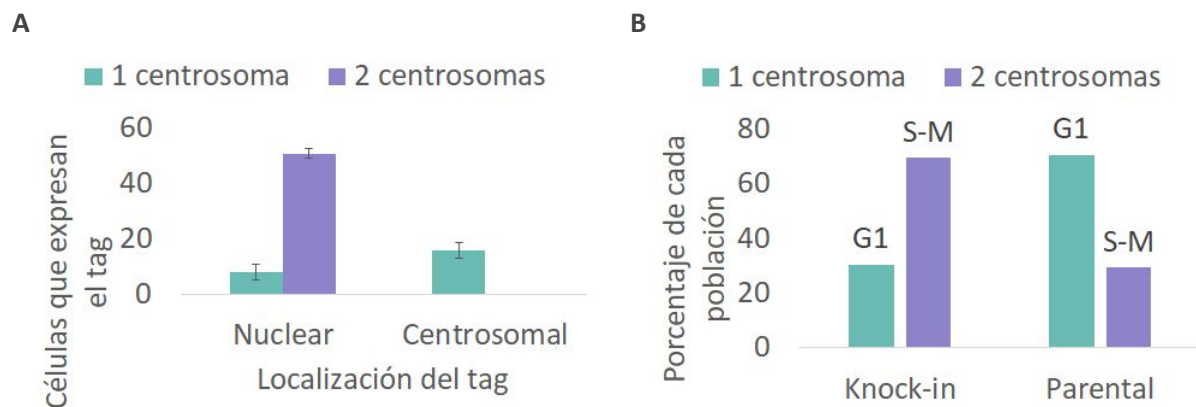 A
1 centrosoma 2 centrosomas
Células que expresan
el tag
60
40
20
0
Nuclear Centrosomal
Localización del tag
B
1 centrosoma 2 centrosomas
Porcentaje de cada
población
80
60
40
20
0
G1
S-M
G1
S-M
Knock-in Parental